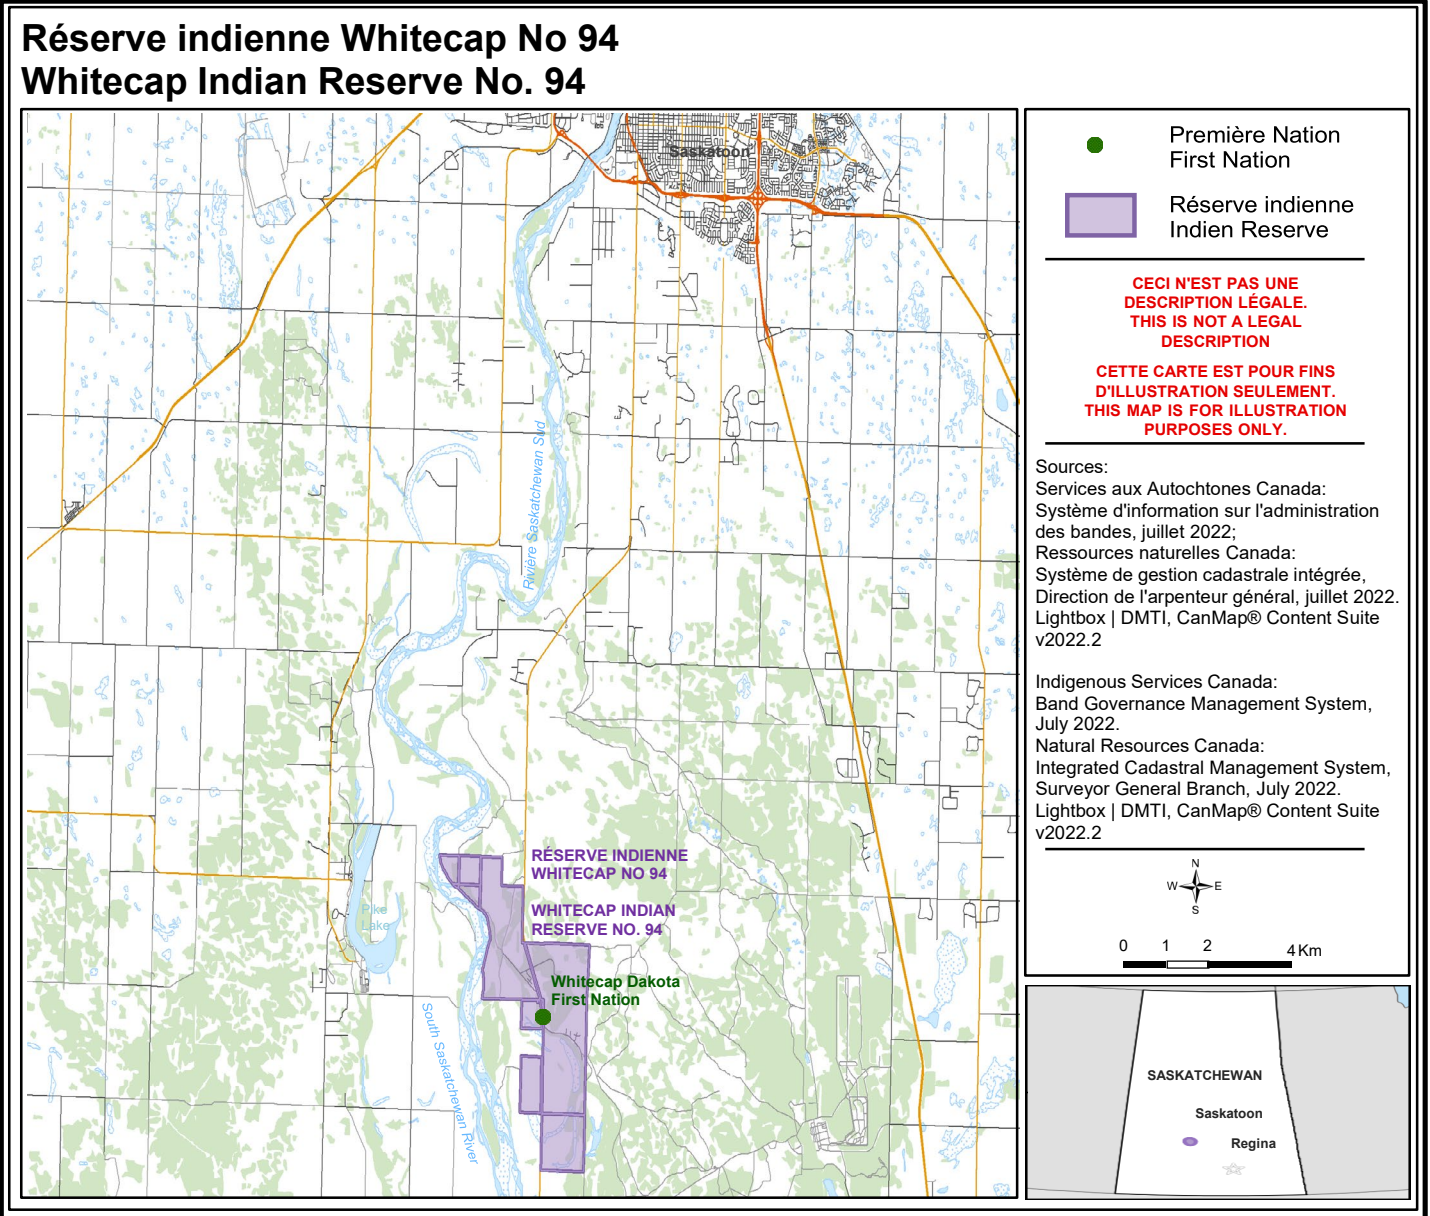 Réserve indienne Whitecap No 94
Whitecap Indian Reserve No. 94
Saskatoon
Rivière Saskatchewan Sud
RÉSERVE INDIENNE
WHITECAP NO 94
WHITECAP INDIAN
RESERVE NO. 94
Pike
Lake
Whitecap Dakota
First Nation
South Saskatchewan River
Première Nation
First Nation
Réserve indienne
Indien Reserve
CECI N'EST PAS UNE
DESCRIPTION LÉGALE.
THIS IS NOT A LEGAL
DESCRIPTION
CETTE CARTE EST POUR FINS
D'ILLUSTRATION SEULEMENT.
THIS MAP IS FOR ILLUSTRATION
PURPOSES ONLY.
Sources:
Services aux Autochtones Canada:
Système d'information sur l'administration
des bandes, juillet 2022;
Ressources naturelles Canada:
Système de gestion cadastrale intégrée,
Direction de l'arpenteur général, juillet 2022.
Lightbox | DMTI, CanMap® Content Suite
v2022.2
Indigenous Services Canada:
Band Governance Management System,
July 2022.
Natural Resources Canada:
Integrated Cadastral Management System,
Surveyor General Branch, July 2022.
Lightbox | DMTI, CanMap® Content Suite
v2022.2
N
W E
S
0 1 2 4 Km
SASKATCHEWAN
Saskatoon
Regina